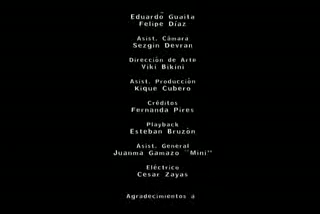 Eduardo Guaita
Felipe Díaz
Asist. Cámara
Sezgin Devran
Dirección de Arte
Viki Bikini
Asist. Producción
Kique Cubero
Créditos
Fernanda Pires
Playback
Esteban Bruzón
Asist. General
Juanma Gamazo "Mini"
Eléctrico
Cesar Zayas
Agradecimientos a